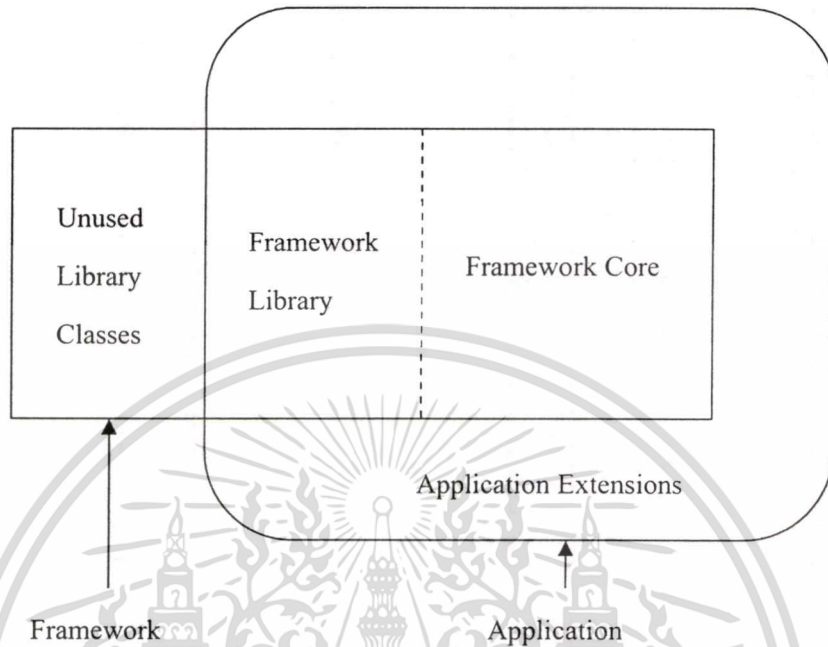 Unused
Library
Classes
Framework
Library
Framework Core
Application Extensions
Framework
Application